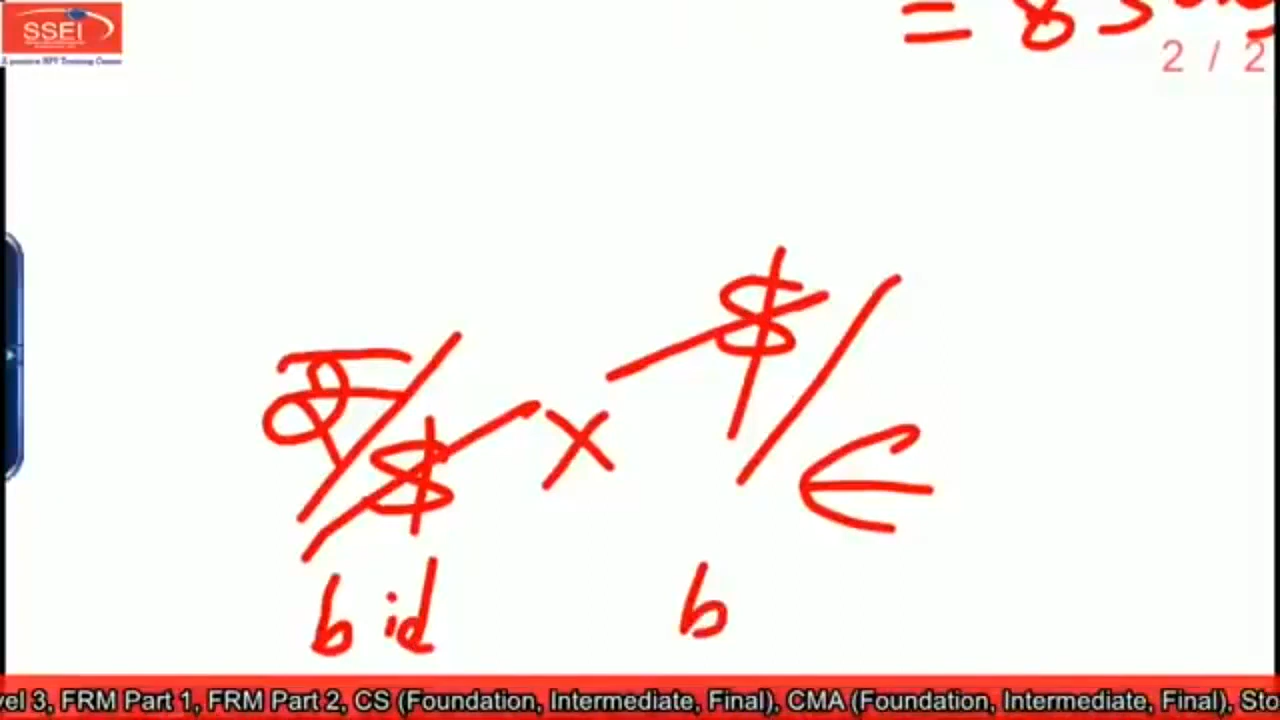 SSEI
= 85
2 / 2
₹/$ × $/€
bid b
vel 3, FRM Part 1, FRM Part 2, CS (Foundation, Intermediate, Final), CMA (Foundation, Intermediate, Final), Sto